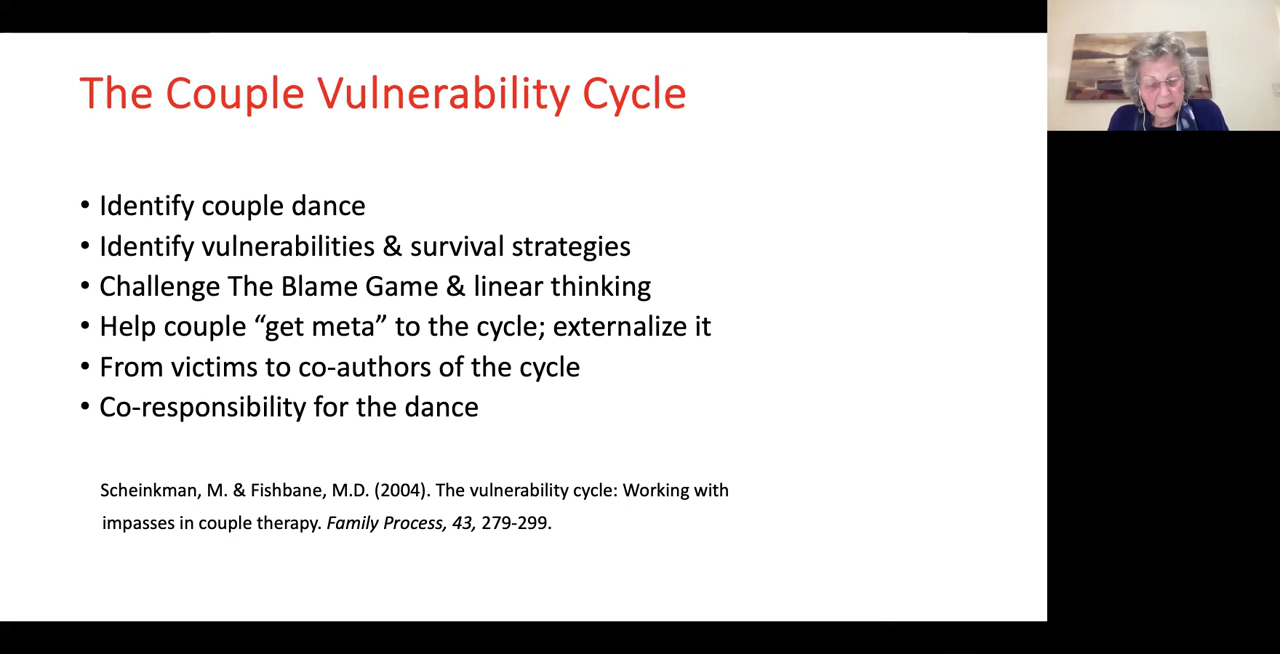 The Couple Vulnerability Cycle
• Identify couple dance
• Identify vulnerabilities & survival strategies
• Challenge The Blame Game & linear thinking
• Help couple “get meta” to the cycle; externalize it
• From victims to co-authors of the cycle
• Co-responsibility for the dance
Scheinkman, M. & Fishbane, M.D. (2004). The vulnerability cycle: Working with
impasses in couple therapy. Family Process, 43, 279-299.